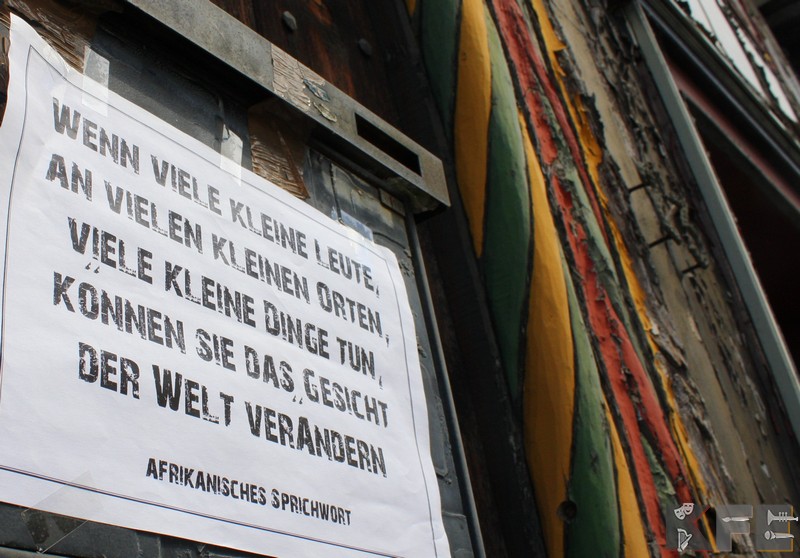 WENN VIELE KLEINE LEUTE,
AN VIELEN KLEINEN ORTEN,
VIELE KLEINE DINGE TUN,
KÖNNEN SIE DAS GESICHT
DER WELT VERÄNDERN
AFRIKANISCHES SPRICHWORT